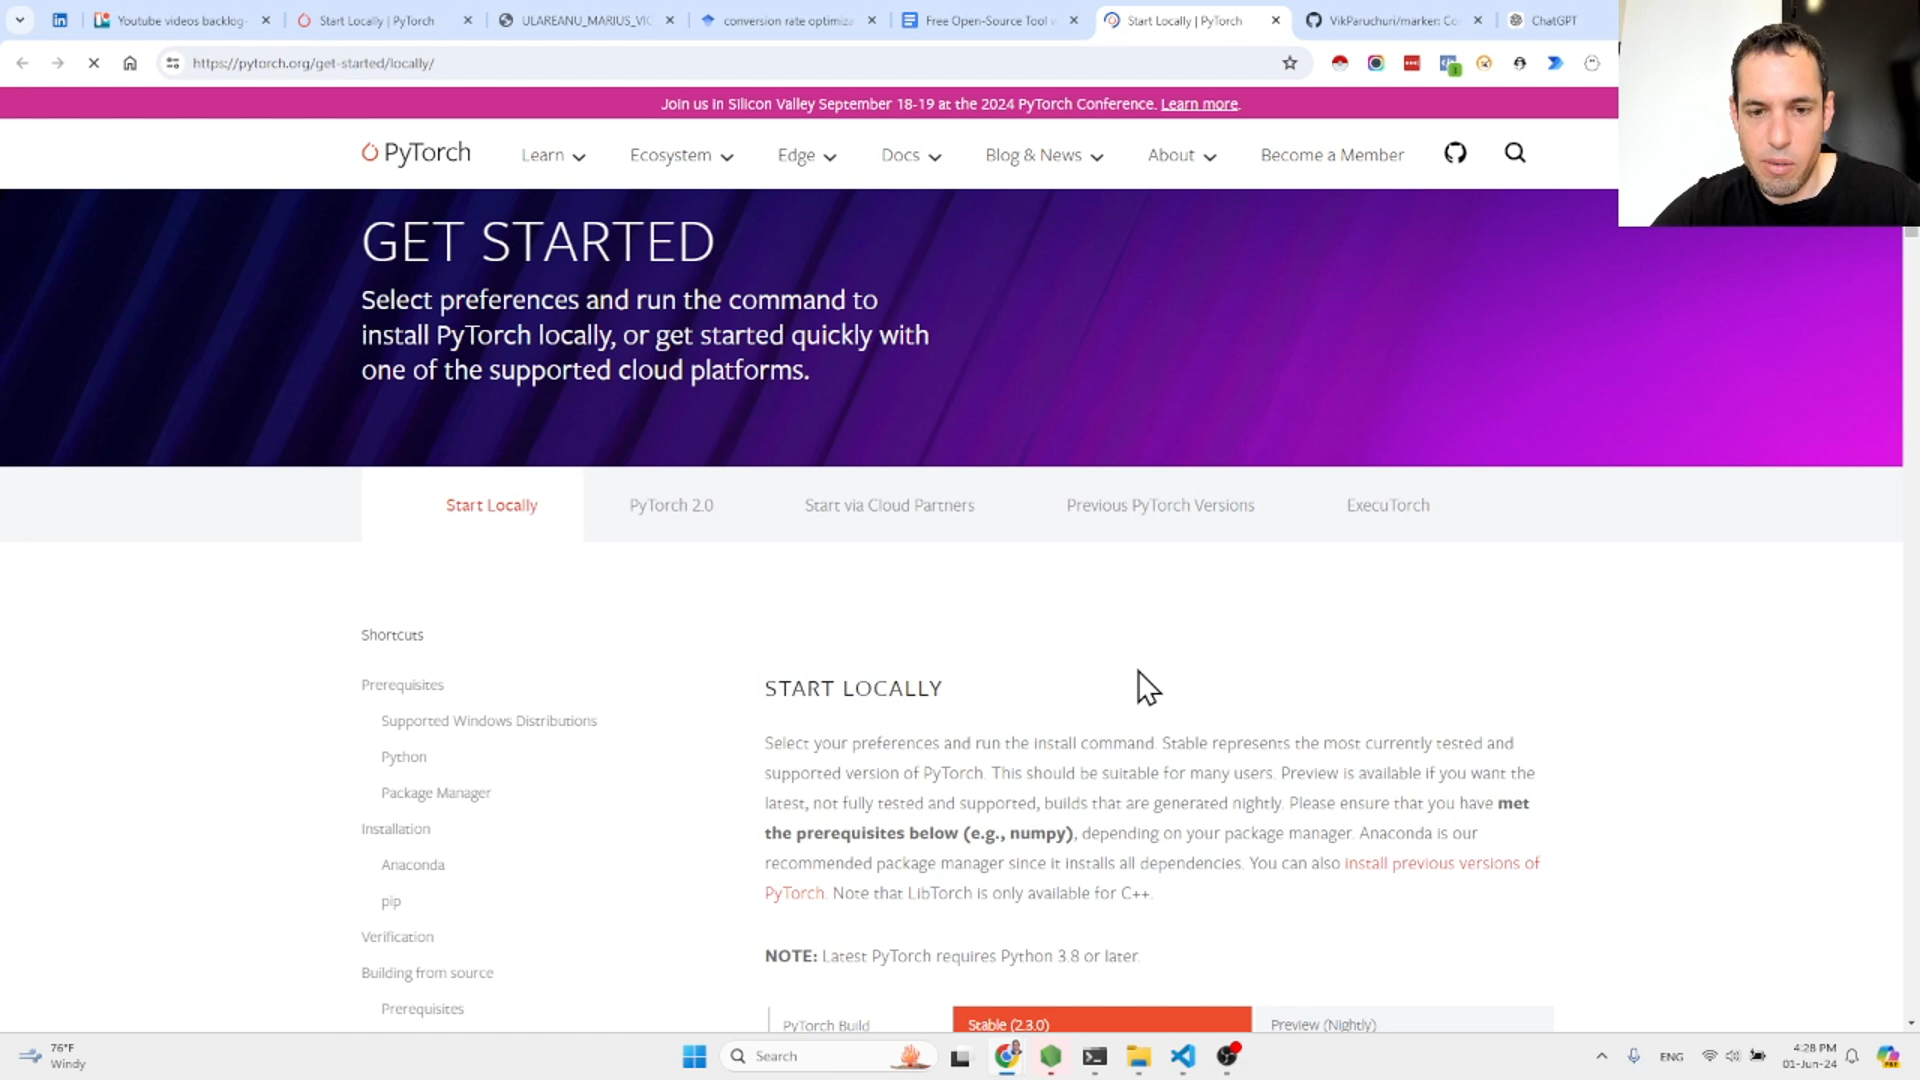 Youtube videos backlog-
Start Locally | PyTorch
ULAREANU_MARIUS_VIC
conversion rate optimiza
Free Open-Source Tool v
Start Locally | PyTorch
VikParuchuri/marker: Co
ChatGPT
https://pytorch.org/get-started/locally/
Join us in Silicon Valley September 18-19 at the 2024 PyTorch Conference. Learn more.
PyTorch
Learn
Ecosystem
Edge
Docs
Blog & News
About
Become a Member
GET STARTED
Select preferences and run the command to
install PyTorch locally, or get started quickly with
one of the supported cloud platforms.
Start Locally
PyTorch 2.0
Start via Cloud Partners
Previous PyTorch Versions
ExecuTorch
Shortcuts
Prerequisites
Supported Windows Distributions
Python
Package Manager
Installation
Anaconda
pip
Verification
Building from source
Prerequisites
START LOCALLY
Select your preferences and run the install command. Stable represents the most currently tested and
supported version of PyTorch. This should be suitable for many users. Preview is available if you want the
latest, not fully tested and supported, builds that are generated nightly. Please ensure that you have met
the prerequisites below (e.g., numpy), depending on your package manager. Anaconda is our
recommended package manager since it installs all dependencies. You can also install previous versions of
PyTorch. Note that LibTorch is only available for C++.
NOTE: Latest PyTorch requires Python 3.8 or later.
PyTorch Build
Stable (2.3.0)
Preview (Nightly)
76°F
Windy
Search
ENG
4:28 PM
01-Jun-24